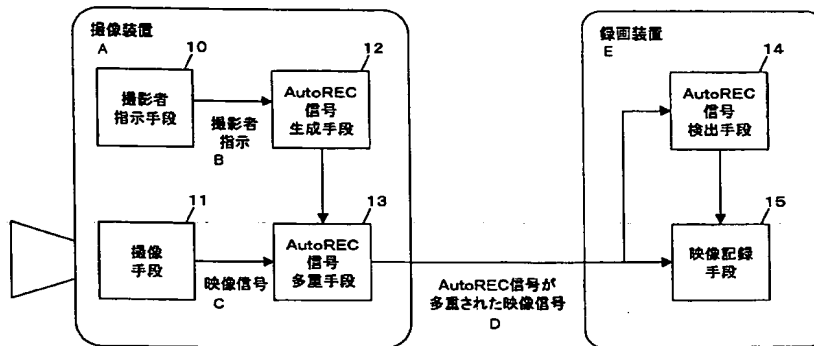 撮像装置
A
10
撮影者
指示手段
撮影者
指示
B
12
AutoREC
信号
生成手段
11
撮像
手段
映像信号
C
13
AutoREC
信号
多重手段
AutoREC信号が
多重された映像信号
D
録画装置
E
14
AutoREC
信号
検出手段
15
映像記録
手段